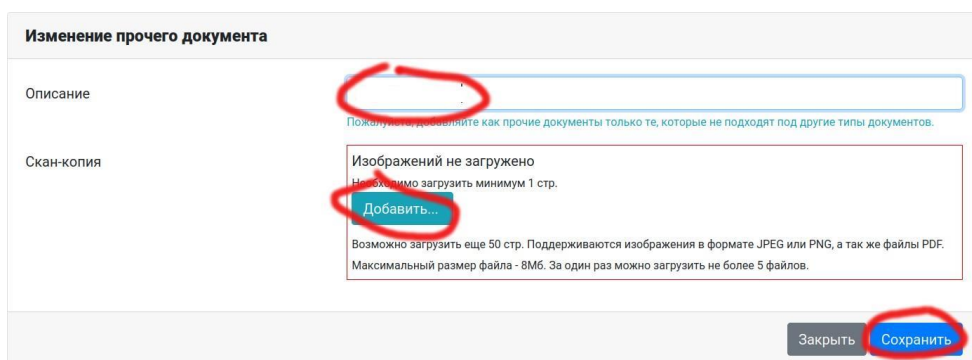 Изменение прочего документа
Описание
Пожалуйста, добавляйте как прочие документы только те, которые не подходят под другие типы документов.
Скан-копия
Изображений не загружено
Необходимо загрузить минимум 1 стр.
Добавить...
Возможно загрузить еще 50 стр. Поддерживаются изображения в формате JPEG или PNG, а так же файлы PDF.
Максимальный размер файла - 8Мб. За один раз можно загрузить не более 5 файлов.
Закрыть
Сохранить